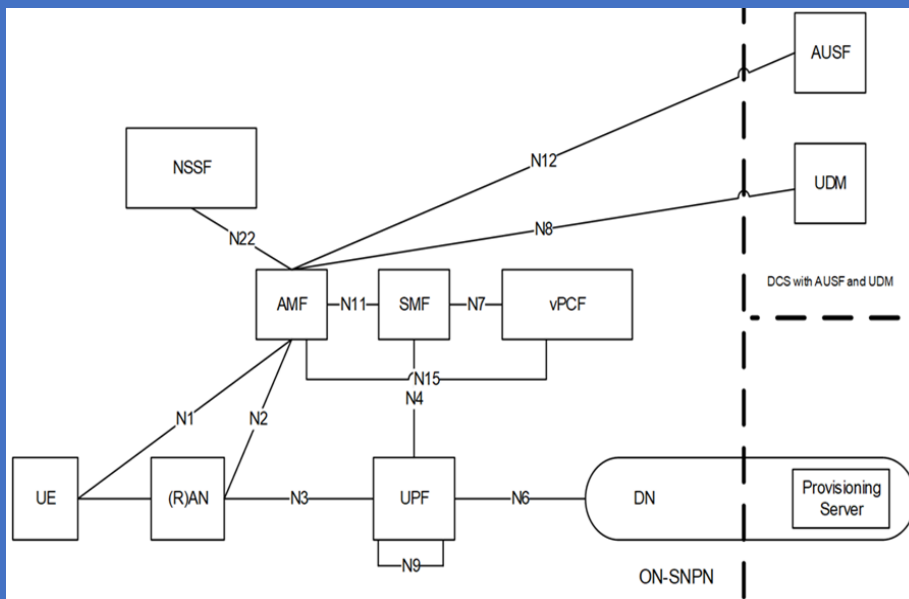 AUSF
N12
NSSF
UDM
N22
N8
DCS with AUSF and UDM
AMF
N11
SMF
N7
vPCF
N15
N4
N1
N2
UE
(R)AN
N3
UPF
N6
DN
Provisioning
Server
N9
ON-SNPN